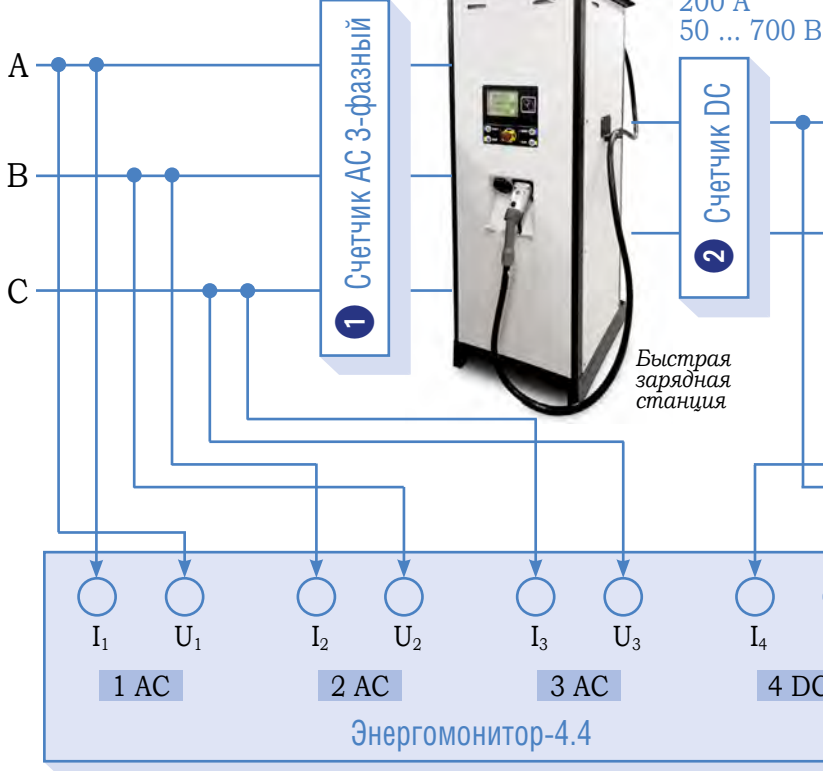 200 А
50 ... 700 В
A
B
C
1 Счетчик АС 3-фазный
2 Счетчик DC
Быстрая
зарядная
станция
I₁ U₁ I₂ U₂ I₃ U₃ I₄
1 AC 2 AC 3 AC 4 DC
Энергомонитор-4.4